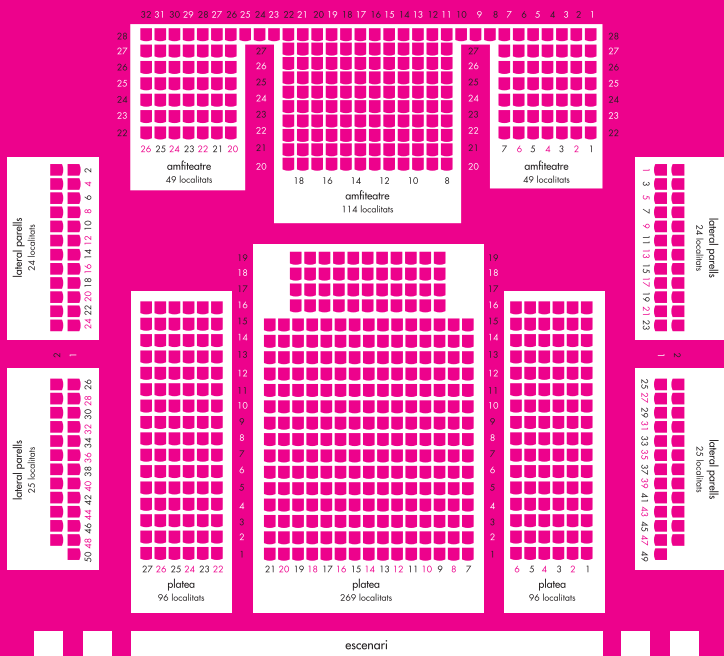 32 31 30 29 28 27 26 25 24 23 22 21 20 19 18 17 16 15 14 13 12 11 10 9 8 7 6 5 4 3 2 1
28 28
27 27 27 27
26 26 26 26
25 25 25 25
24 24 24 24
23 23 23 23
22 22 22 22
26 25 24 23 22 21 20
21 21
7 6 5 4 3 2 1
20 20
amfiteatre
49 localitats
18 16 14 12 10 8
amfiteatre
114 localitats
amfiteatre
49 localitats
lateral parells
24 localitats
2
4
6
8
10
12
14
16
18
20
22
24
1
3
5
7
9
11
13
15
17
19
21
23
lateral parells
24 localitats
2 1
1 2
lateral parells
25 localitats
26
28
30
32
34
36
38
40
42
44
46
48
50
25
27
29
31
33
35
37
39
41
43
45
47
49
lateral parells
25 localitats
19 19
18 18
17 17
16 16
15 15
14 14
13 13
12 12
11 11
10 10
9 9
8 8
7 7
6 6
5 5
4 4
3 3
2 2
1 1
27 26 24 23 22
platea
96 localitats
21 20 19 18 17 16 15 14 13 12 11 10 9 8 7
platea
269 localitats
6 5 4 3 2 1
platea
96 localitats
escenari